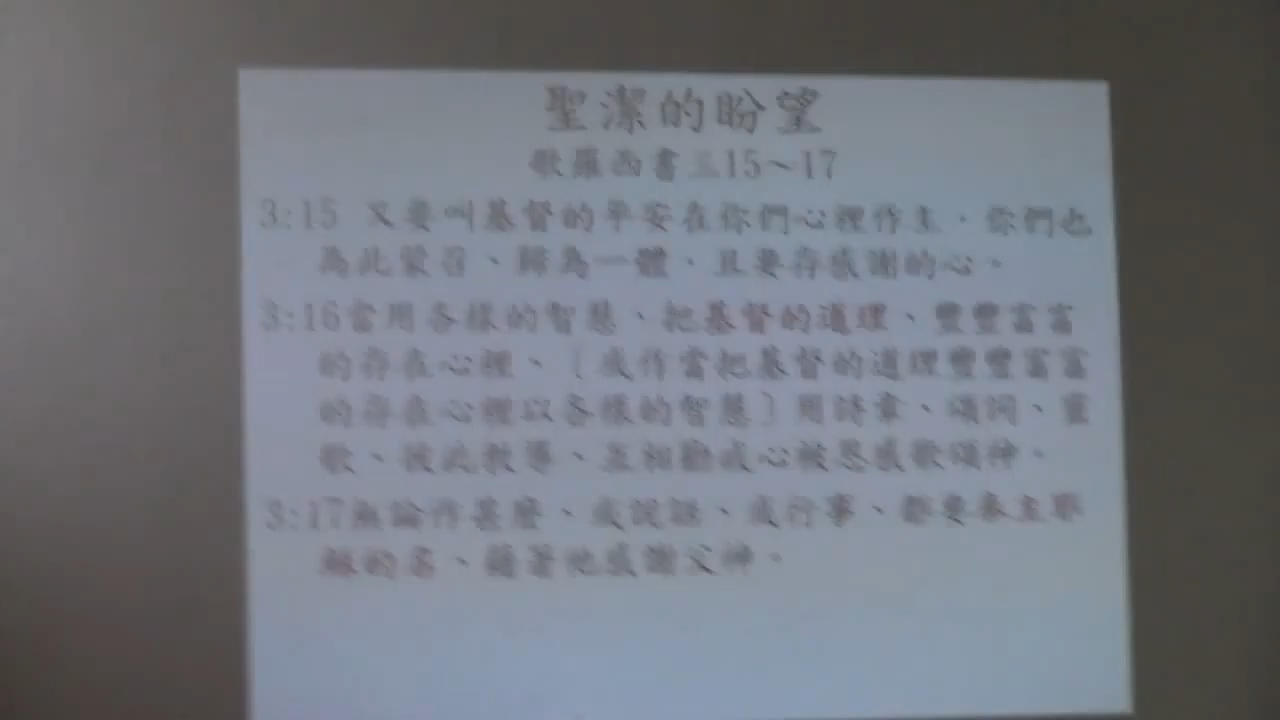 聖潔的盼望
歌羅西書三15~17
3:15 又要叫基督的平安在你們心裡作主．你們也
為此蒙召、歸為一體．且要存感謝的心。
3:16當用各樣的智慧、把基督的道理、豐豐富富
的存在心裡、〔或作當把基督的道理豐豐富富
的存在心裡以各樣的智慧〕用詩章、頌詞、靈
歌、彼此教導、互相勸戒心被恩感歌頌神。
3:17無論作甚麼、或說話、或行事、都要奉主耶
穌的名、藉著他感謝父神。